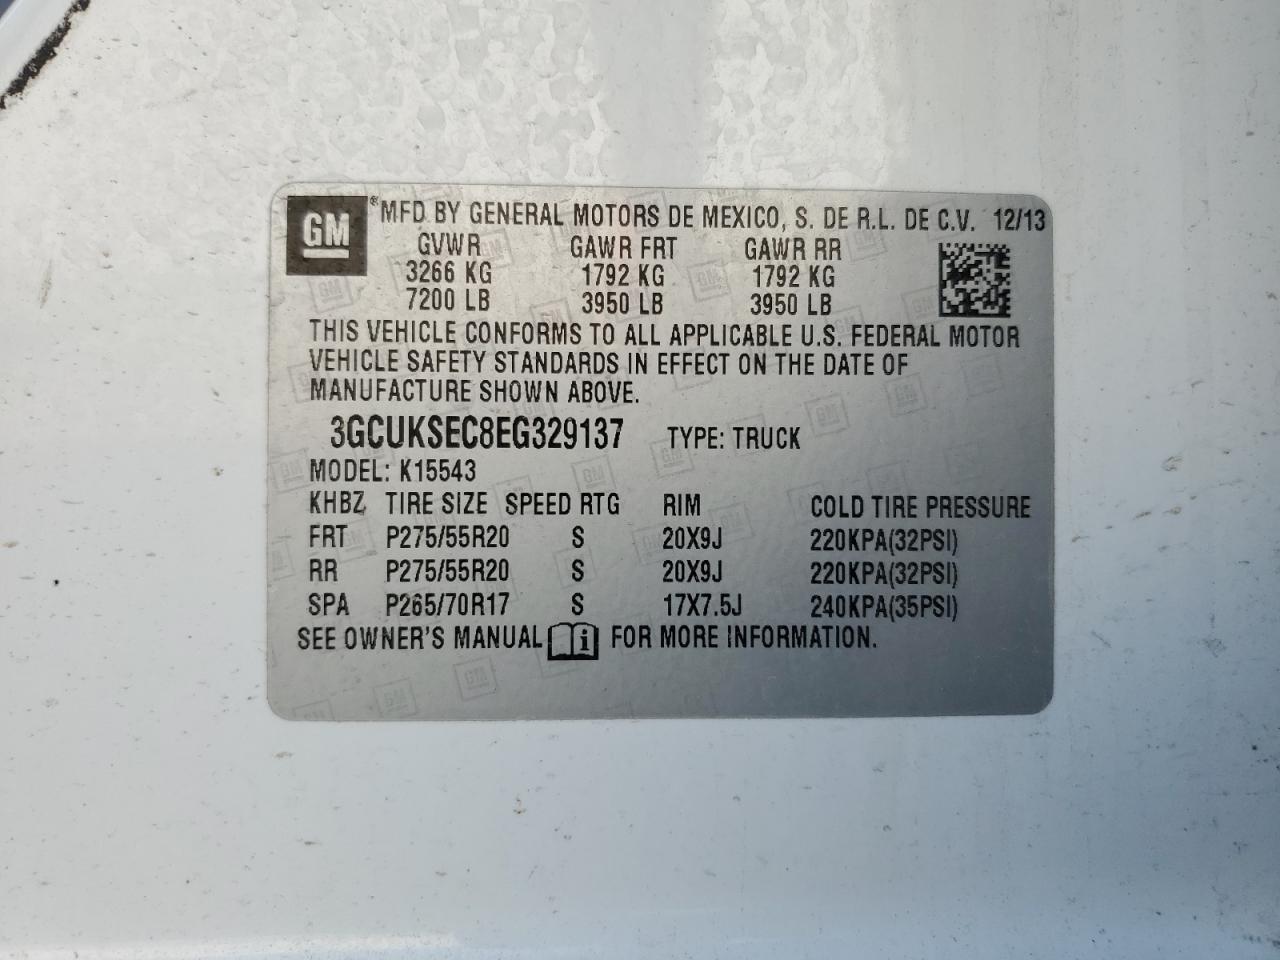 GM ® MFD BY GENERAL MOTORS DE MEXICO, S. DE R.L. DE C.V. 12/13
GVWR GAWR FRT GAWR RR
3266 KG 1792 KG 1792 KG
7200 LB 3950 LB 3950 LB
THIS VEHICLE CONFORMS TO ALL APPLICABLE U.S. FEDERAL MOTOR
VEHICLE SAFETY STANDARDS IN EFFECT ON THE DATE OF
MANUFACTURE SHOWN ABOVE.
3GCUKSEC8EG329137 TYPE: TRUCK
MODEL: K15543
KHBZ TIRE SIZE SPEED RTG RIM COLD TIRE PRESSURE
FRT P275/55R20 S 20X9J 220KPA(32PSI)
RR P275/55R20 S 20X9J 220KPA(32PSI)
SPA P265/70R17 S 17X7.5J 240KPA(35PSI)
SEE OWNER'S MANUAL i FOR MORE INFORMATION.